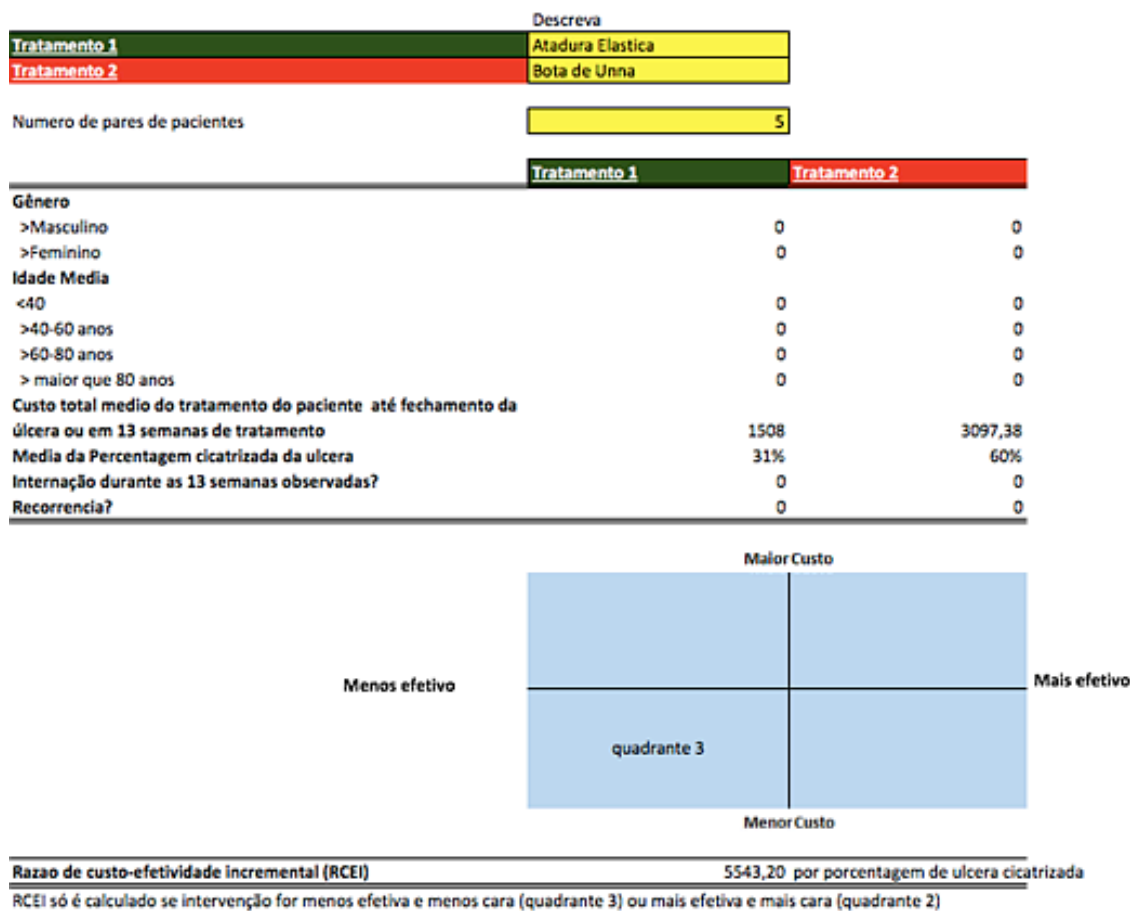 Descreva
Tratamento 1 Atadura Elastica
Tratamento 2 Bota de Unna
Numero de pares de pacientes 5
Tratamento 1 Tratamento 2
Gênero
>Masculino 0 0
>Feminino 0 0
Idade Media
<40 0 0
>40-60 anos 0 0
>60-80 anos 0 0
> maior que 80 anos 0 0
Custo total medio do tratamento do paciente até fechamento da
úlcera ou em 13 semanas de tratamento 1508 3097,38
Media da Percentagem cicatrizada da ulcera 31% 60%
Internação durante as 13 semanas observadas? 0 0
Recorrencia? 0 0
Maior Custo
Menos efetivo Mais efetivo
quadrante 3
Menor Custo
Razao de custo-efetividade incremental (RCEI) 5543,20 por porcentagem de ulcera cicatrizada
RCEI só é calculado se intervenção for menos efetiva e menos cara (quadrante 3) ou mais efetiva e mais cara (quadrante 2)